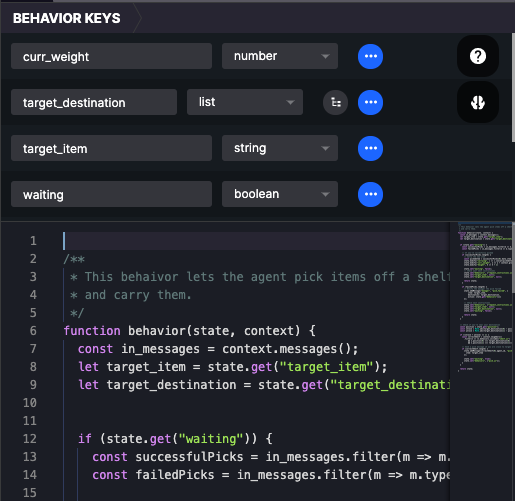 BEHAVIOR KEYS
curr_weight number
target_destination list
target_item string
waiting boolean
1
2 /**
3 * This behaivor lets the agent pick items off a shelf
4 * and carry them.
5 */
6 function behavior(state, context) {
7 const in_messages = context.messages();
8 let target_item = state.get("target_item");
9 let target_destination = state.get("target_destinati
10
11
12 if (state.get("waiting")) {
13 const successfulPicks = in_messages.filter(m => m.
14 const failedPicks = in_messages.filter(m => m.type
15